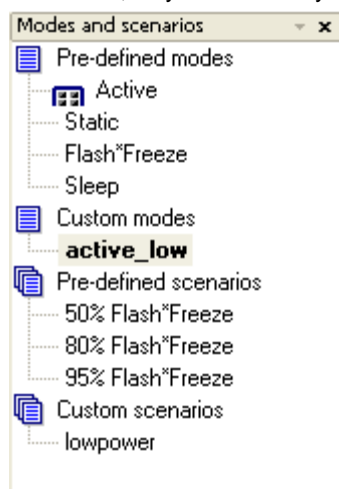 Modes and scenarios
Pre-defined modes
Active
Static
Flash*Freeze
Sleep
Custom modes
active_low
Pre-defined scenarios
50% Flash*Freeze
80% Flash*Freeze
95% Flash*Freeze
Custom scenarios
lowpower